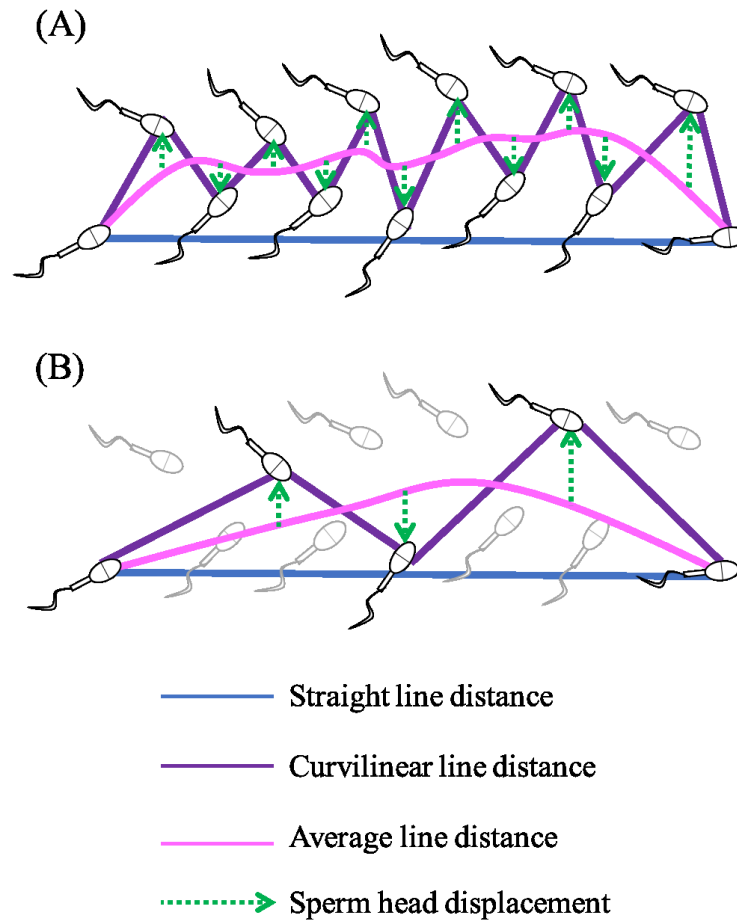 (A)
(B)
Straight line distance
Curvilinear line distance
Average line distance
Sperm head displacement